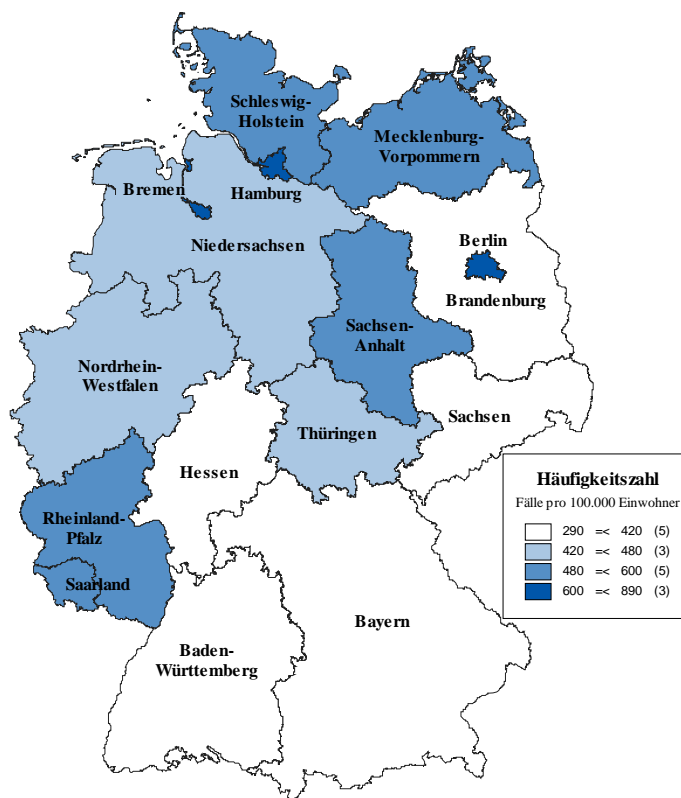 Schleswig-
Holstein
Mecklenburg-
Vorpommern
Bremen
Hamburg
Niedersachsen
Berlin
Brandenburg
Sachsen-
Anhalt
Nordrhein-
Westfalen
Sachsen
Thüringen
Hessen
Rheinland-
Pfalz
Saarland
Bayern
Baden-
Württemberg
Häufigkeitszahl
Fälle pro 100.000 Einwohner
290 =< 420 (5)
420 =< 480 (3)
480 =< 600 (5)
600 =< 890 (3)